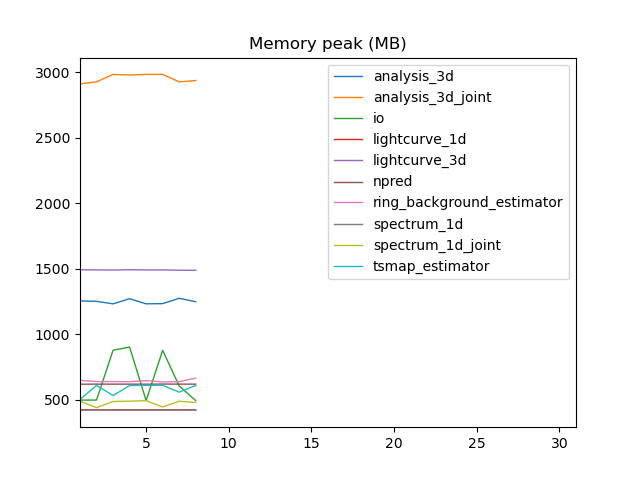 Memory peak (MB)
3000
2500
2000
1500
1000
500
5
10
15
20
25
30
analysis_3d
analysis_3d_joint
io
lightcurve_1d
lightcurve_3d
npred
ring_background_estimator
spectrum_1d
spectrum_1d_joint
tsmap_estimator